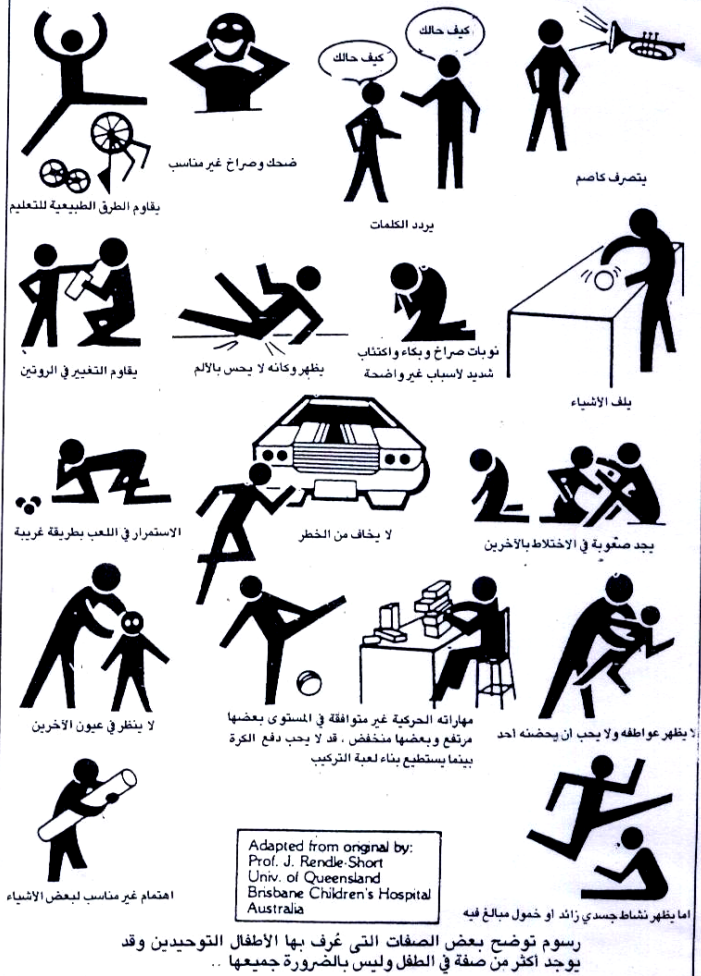 كيف حالك
كيف حالك
يتصرف كاصم
يردد الكلمات
ضحك وصراخ غير مناسب
يقاوم الطرق الطبيعية للتعليم
يلف الأشياء
نوبات صراخ وبكاء واكتئاب
شديد لأسباب غير واضحة
يظهر وكانه لا يحس بالألم
يقاوم التغيير في الروتين
يجد صعوبة في الاختلاط بالآخرين
لا يخاف من الخطر
الاستمرار في اللعب بطريقة غريبة
لا يظهر عواطفه ولا يحب أن يحضنه أحد
مهاراته الحركية غير متوافقة في المستوى بعضها
مرتفع وبعضها منخفض ، قد لا يحب دفع الكرة
بينما يستطيع بناء لعبة التركيب
لا ينظر في عيون الآخرين
اما يظهر نشاط جسدي زائد او خمول مبالغ فيه
Adapted from original by:
Prof. J. Rendle-Short
Univ. of Queensland
Brisbane Children's Hospital
Australia
اهتمام غير مناسب لبعض الأشياء
رسوم توضح بعض الصفات التى عُرف بها الأطفال التوحيدين وقد
يوجد أكثر من صفة في الطفل وليس بالضرورة جميعها ..